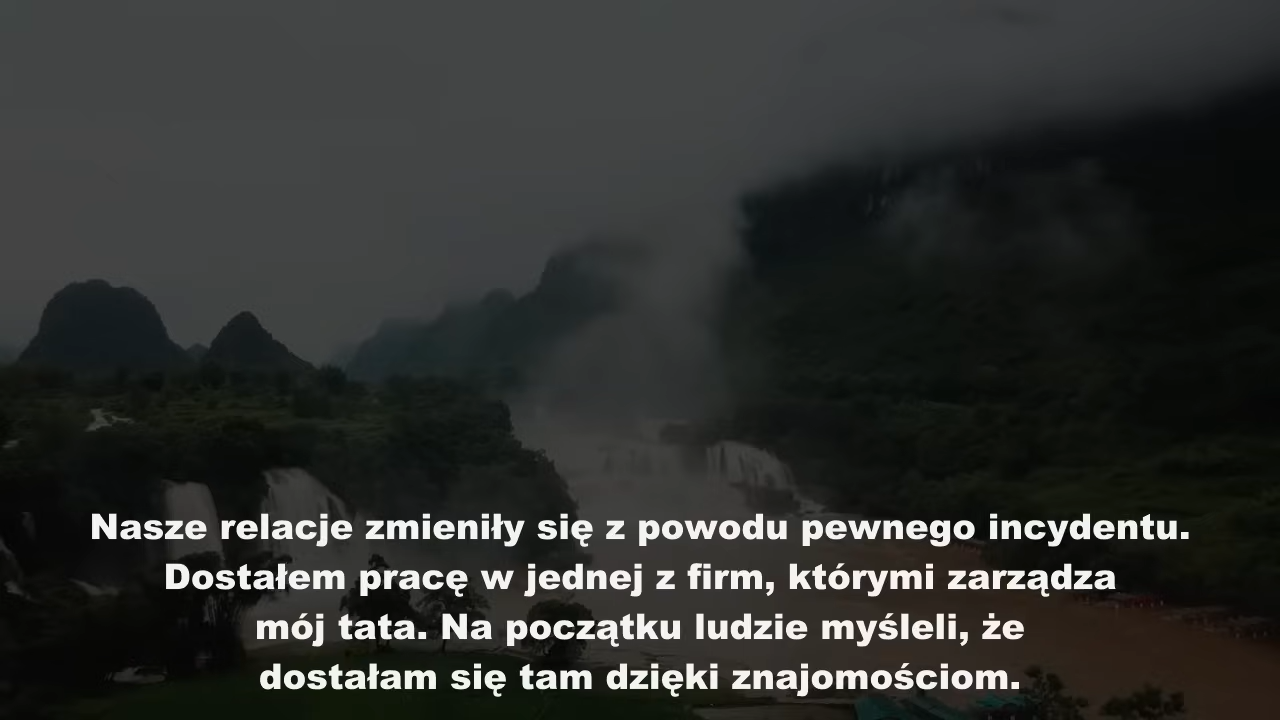 Nasze relacje zmieniły się z powodu pewnego incydentu.
Dostałem pracę w jednej z firm, którymi zarządza
mój tata. Na początku ludzie myśleli, że
dostałam się tam dzięki znajomościom.